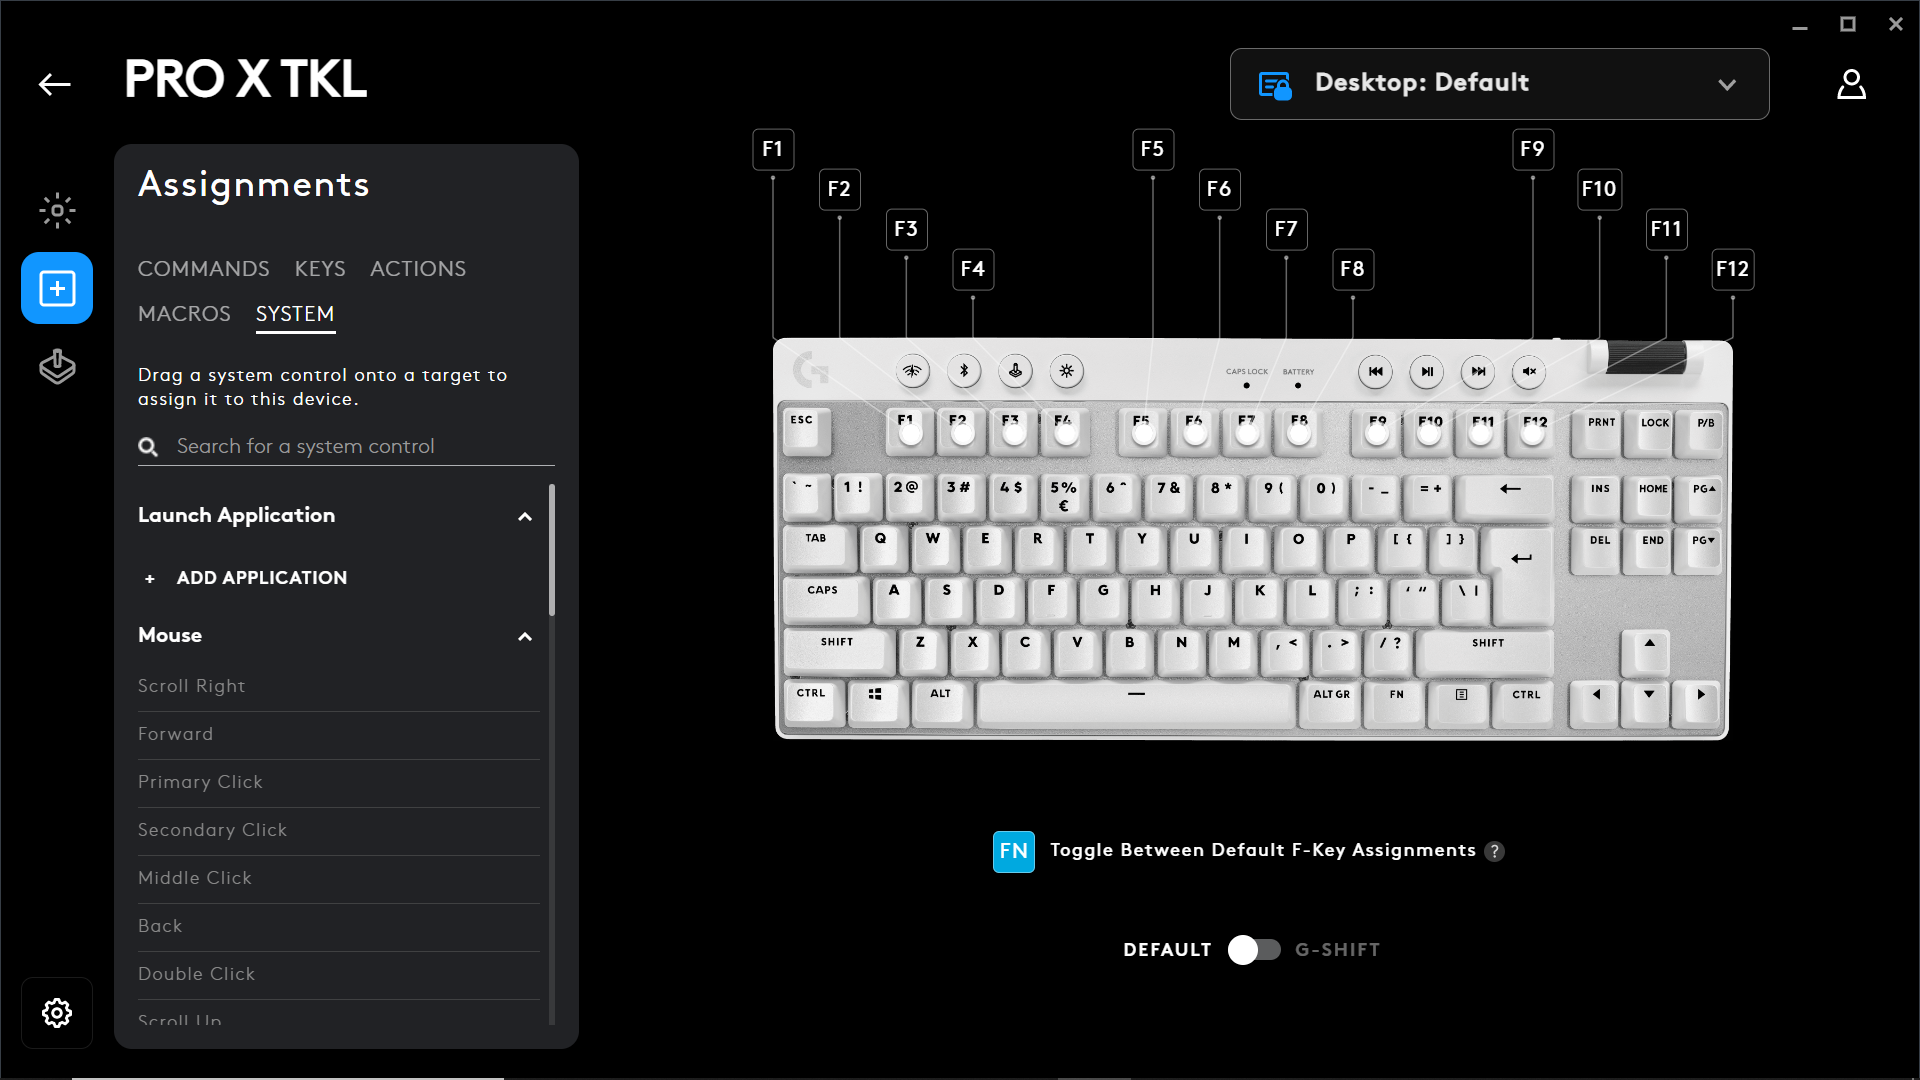 PRO X TKL
Desktop: Default
Assignments
COMMANDS KEYS ACTIONS
MACROS SYSTEM
Drag a system control onto a target to
assign it to this device.
Search for a system control
Launch Application
+ ADD APPLICATION
Mouse
Scroll Right
Forward
Primary Click
Secondary Click
Middle Click
Back
Double Click
Scroll Up
F1 F5 F9
F2 F6 F10
F3 F7 F11
F4 F8 F12
CAPS LOCK BATTERY
ESC F1 F2 F3 F4 F5 F6 F7 F8 F9 F10 F11 F12 PRNT LOCK P/B
` ~ 1 ! 2 @ 3 # 4 $ 5 % € 6 ^ 7 & 8 * 9 ( 0 ) - _ = + ← INS HOME PG▲
TAB Q W E R T Y U I O P [ { ] } ↵ DEL END PG▼
CAPS A S D F G H J K L ; : ‘ “ \ |
SHIFT Z X C V B N M , < . > / ? SHIFT ▲
CTRL ALT — ALT GR FN CTRL ◀ ▼ ▶
FN Toggle Between Default F-Key Assignments ?
DEFAULT G-SHIFT